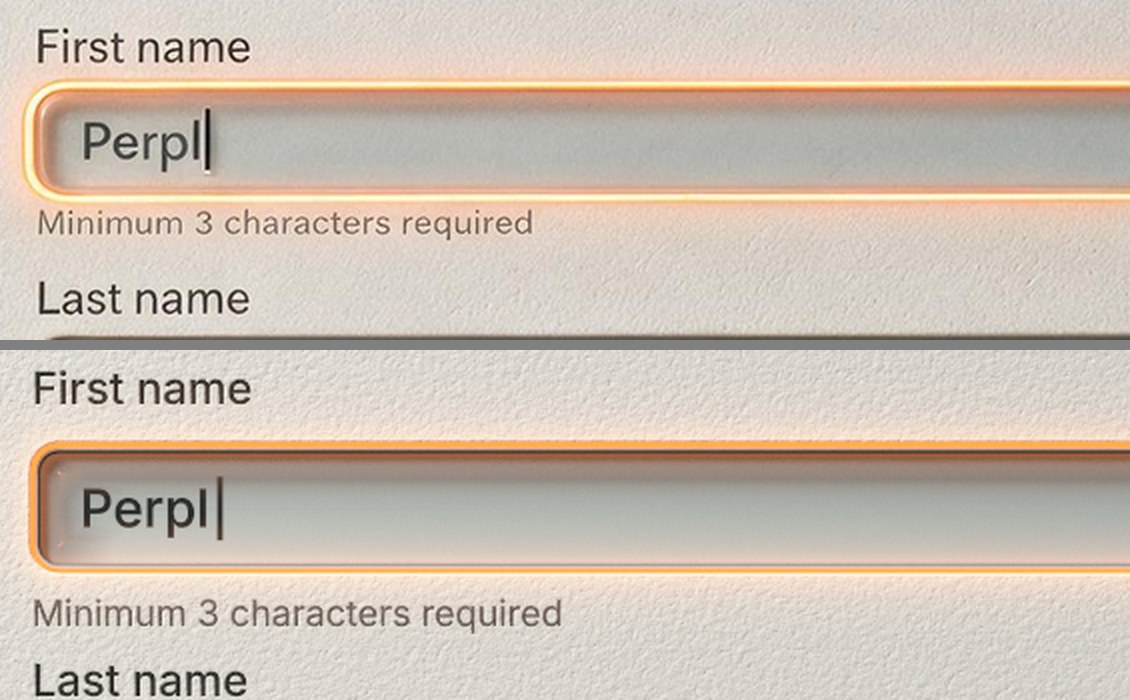 First name
Perpl
Minimum 3 characters required
Last name
First name
Perpl
Minimum 3 characters required
Last name